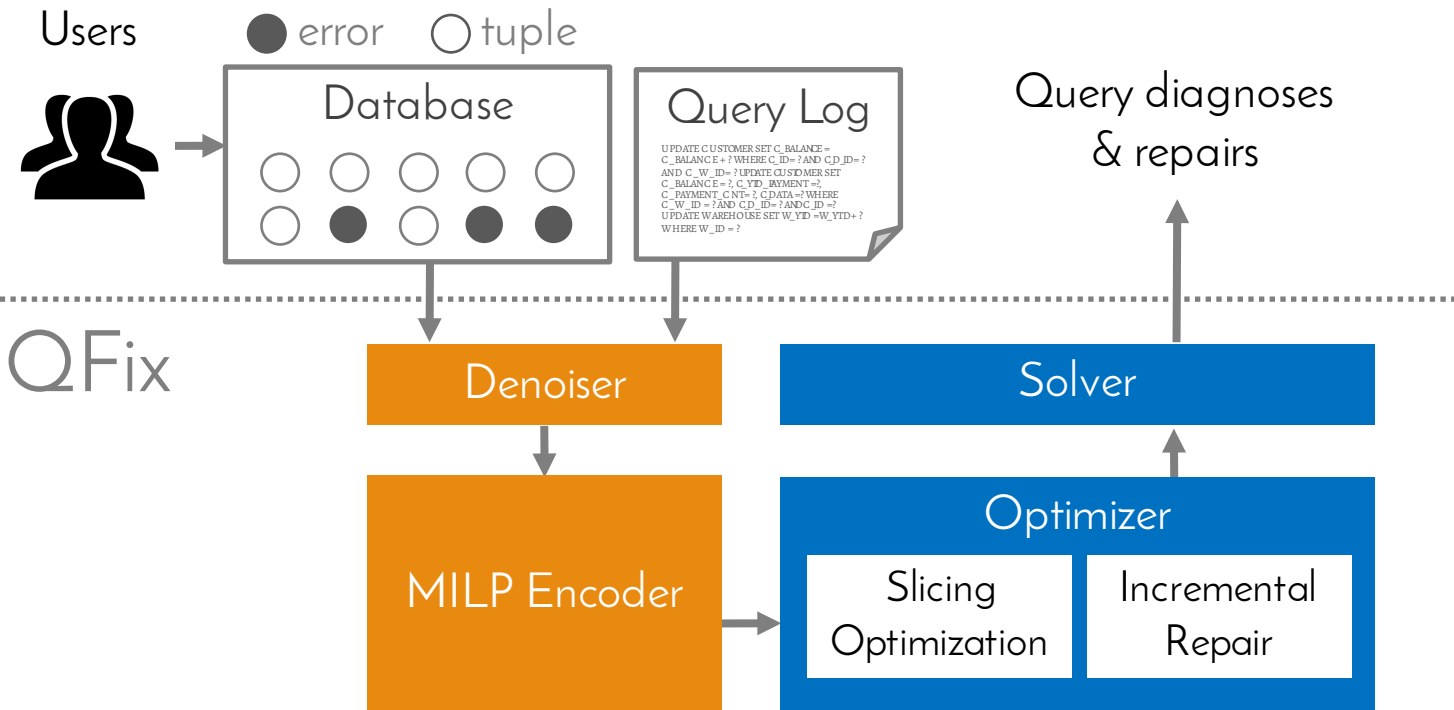 Users
error
tuple
Database
Query Log
UPDATE CUSTOMER SET C_BALANCE =
C_BALANCE + ? WHERE C_ID= ? AND C_D_ID= ?
AND C_W_ID= ? UPDATE CUSTOMER SET
C_BALANCE = ?, C_YTD_PAYMENT =?,
C_PAYMENT_CNT= ?, C_DATA =? WHERE
C_W_ID = ? AND C_D_ID= ? AND C_ID =?
UPDATE WAREHOUSE SET W_YTD =W_YTD+ ?
WHERE W_ID = ?
Query diagnoses
& repairs
QFix
Denoiser
Solver
MILP Encoder
Optimizer
Slicing
Optimization
Incremental
Repair